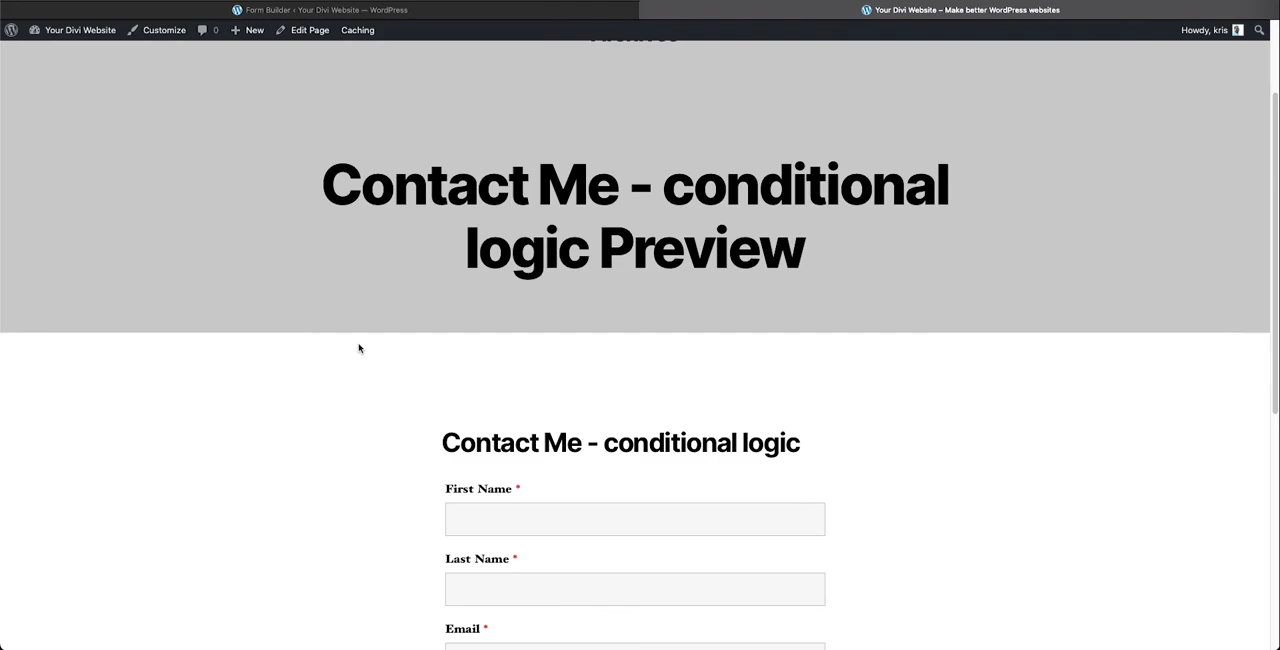 Form Builder ‹ Your Divi Website — WordPress
Your Divi Website – Make better WordPress websites
Your Divi Website
Customize
0
New
Edit Page
Caching
Howdy, kris
Contact Me - conditional
logic Preview
Contact Me - conditional logic
First Name *
Last Name *
Email *